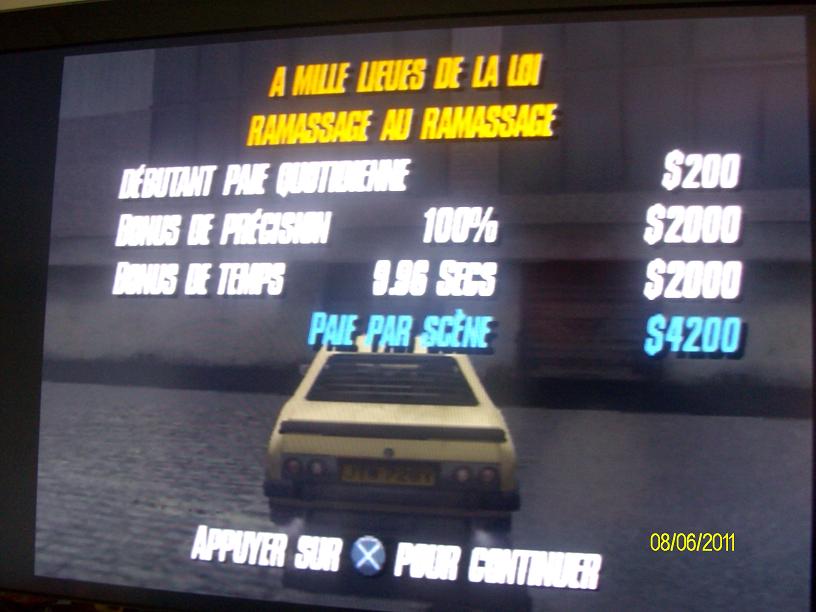 A MILLE LIEUES DE LA LOI
RAMASSAGE AU RAMASSAGE
DÉBUTANT PAIE QUOTIDIENNE $200
BONUS DE PRÉCISION 100% $2000
BONUS DE TEMPS 9.96 SECS $2000
PAIE PAR SCÈNE $4200
APPUYER SUR X POUR CONTINUER
08/06/2011